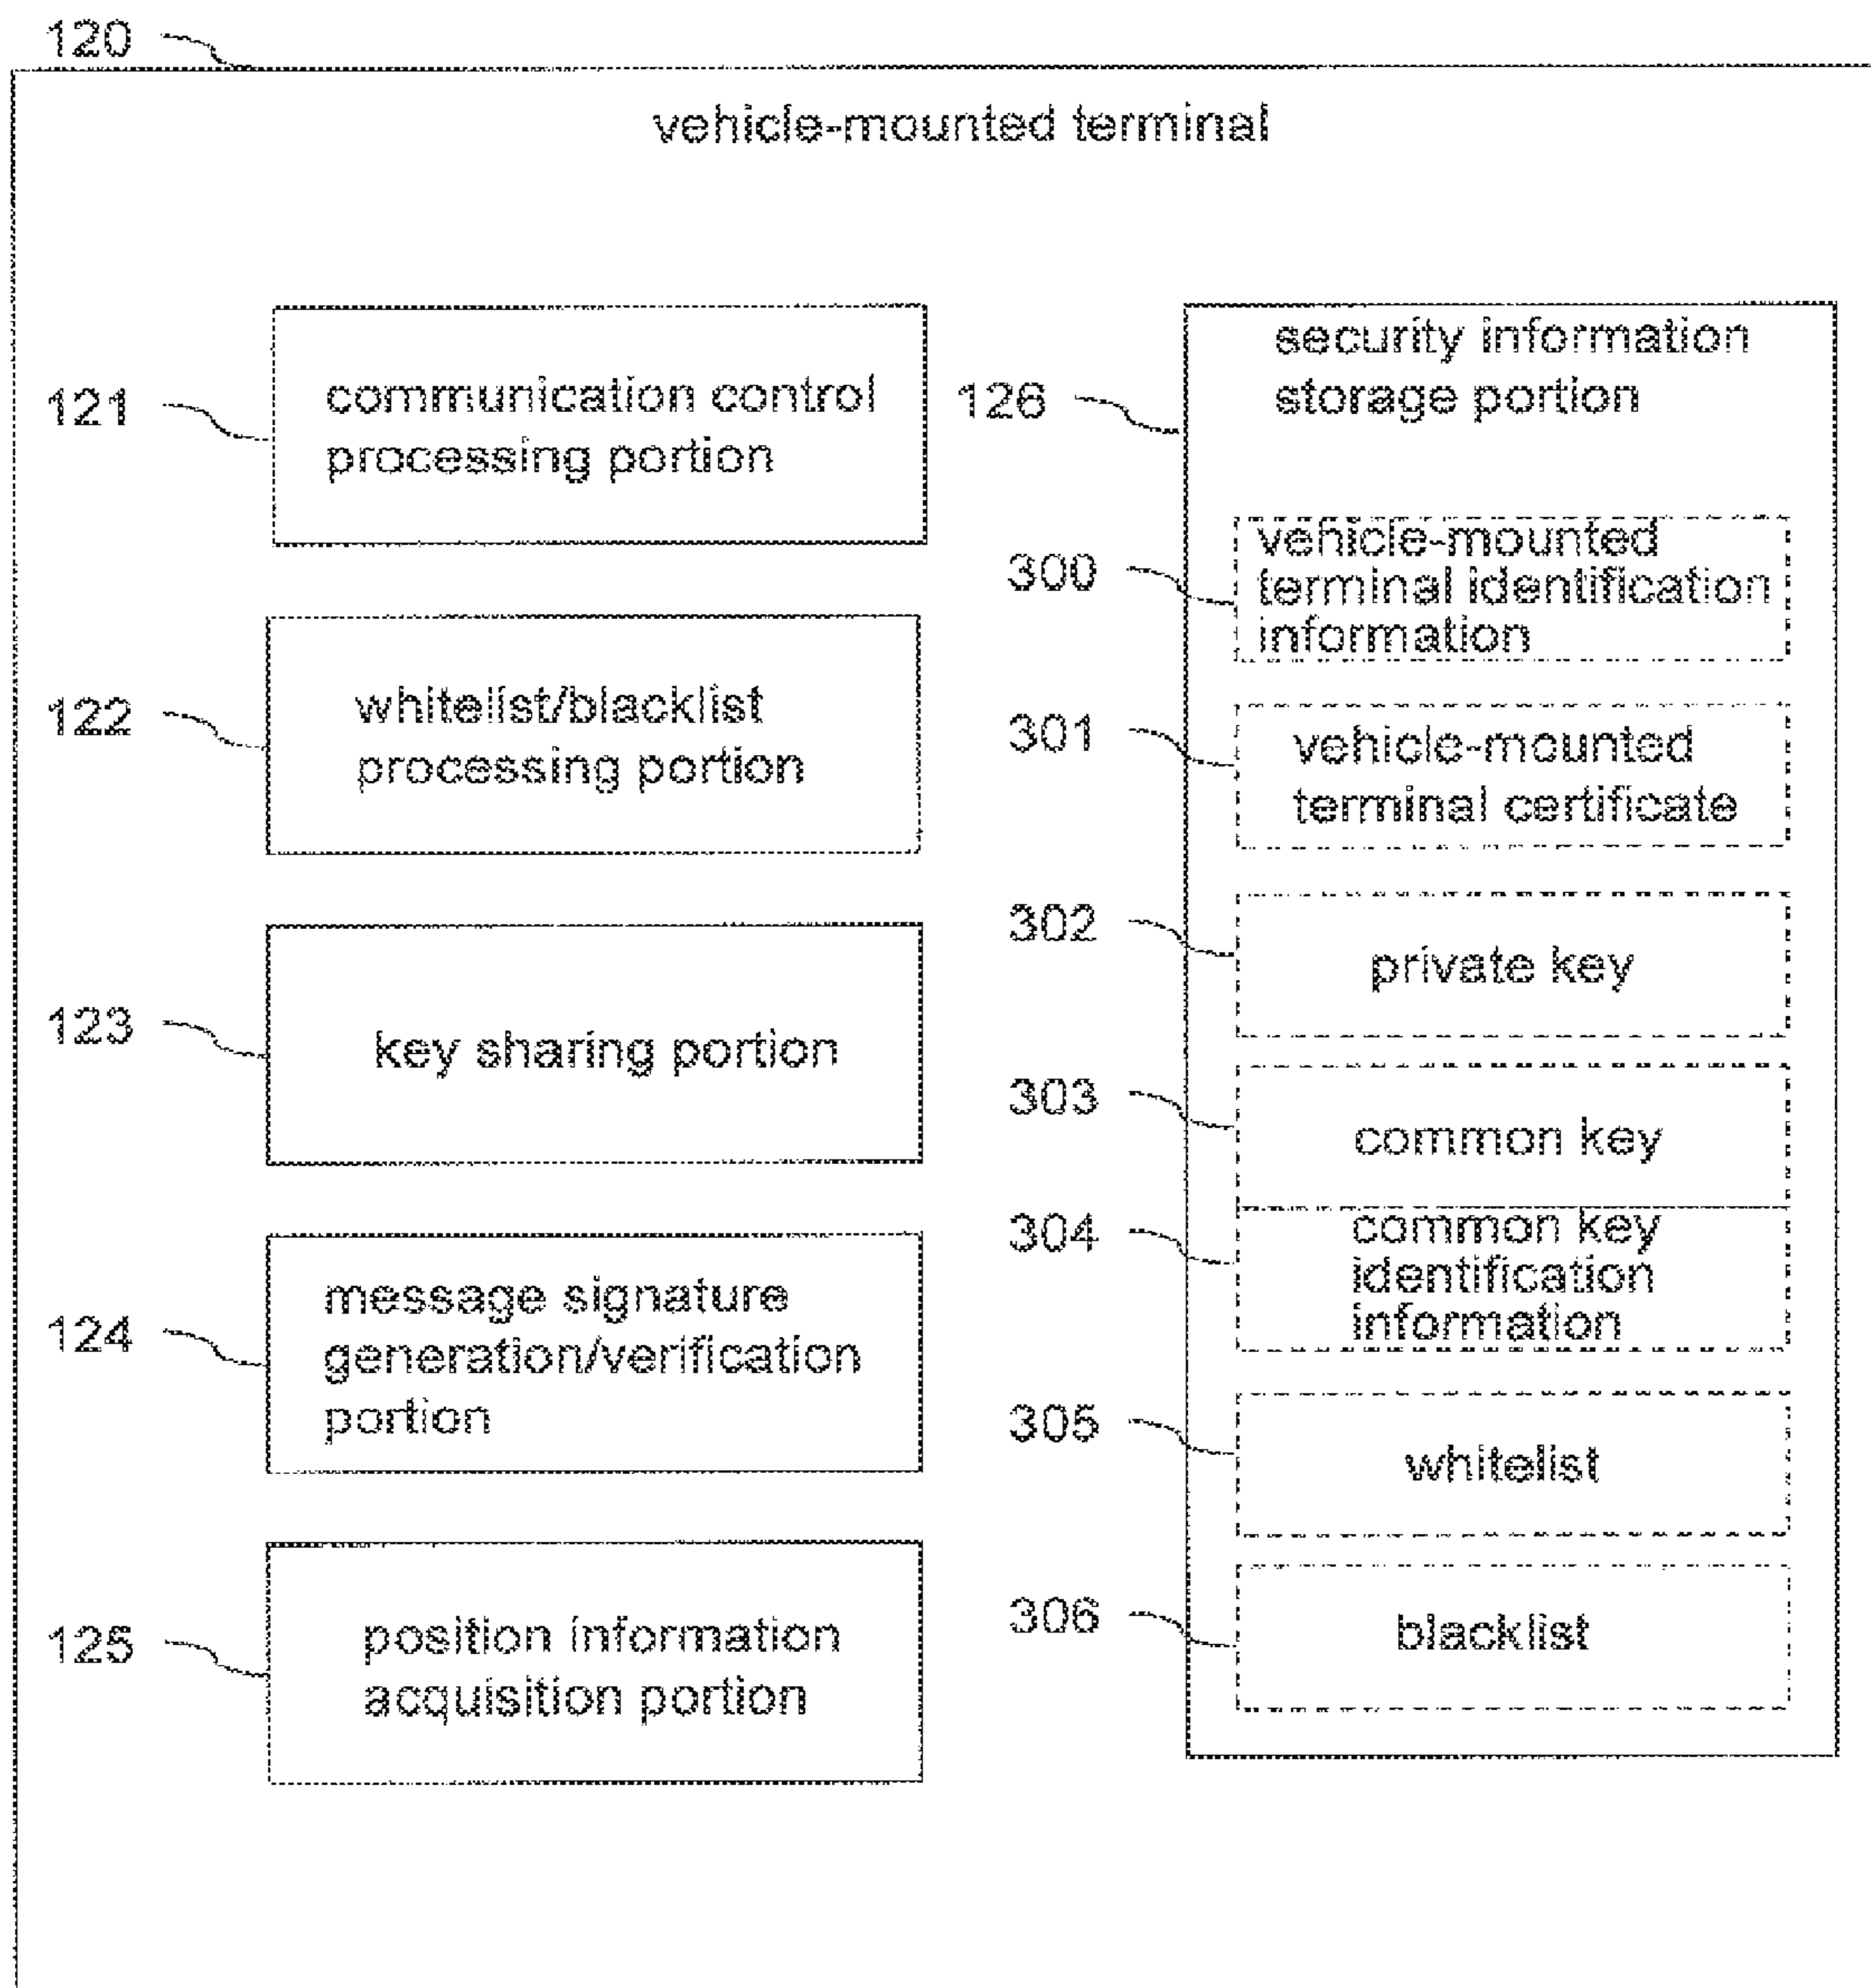 120
vehicle-mounted terminal
121
communication control
processing portion
122
whitelist/blacklist
processing portion
123
key sharing portion
124
message signature
generation/verification
portion
125
position information
acquisition portion
126
security information
storage portion
300
vehicle-mounted
terminal identification
information
301
vehicle-mounted
terminal certificate
302
private key
303
common key
304
common key
identification
information
305
whitelist
306
blacklist